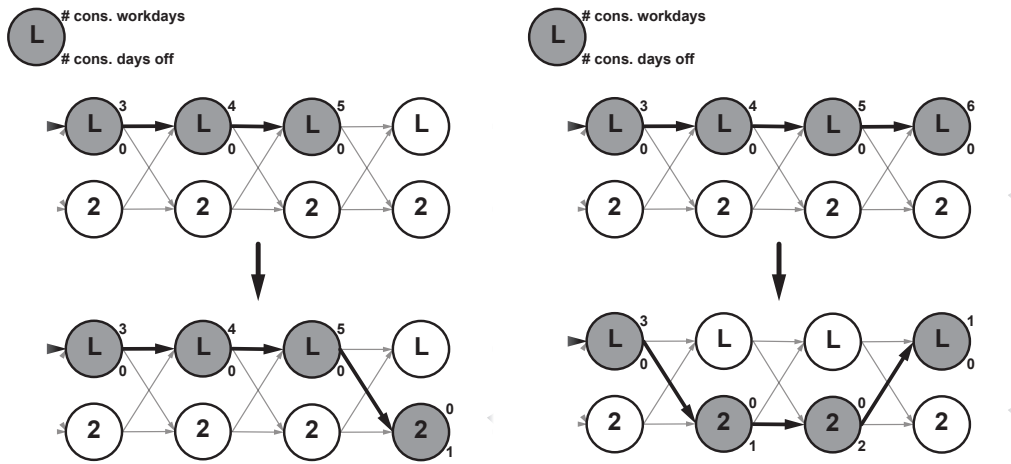 # cons. workdays
L
# cons. days off
3 4 5
L L L L
0 0 0
2 2 2 2
3 4 5
L L L L
0 0 0
0
2 2 2 2
1
# cons. workdays
L
# cons. days off
3 4 5 6
L L L L
0 0 0 0
2 2 2 2
3 1
L L L L
0 0
0 0
2 2 2 2
1 2